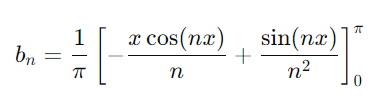 b_n = \frac{1}{\pi} \left[ -\frac{x \cos(nx)}{n} + \frac{\sin(nx)}{n^2} \right]_0^{\pi}